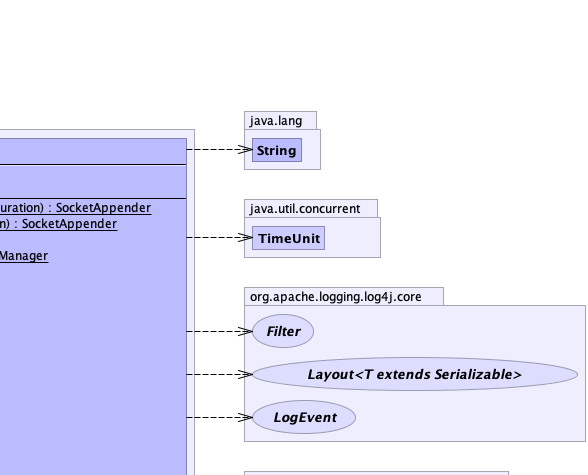 java.lang
String
uration) : SocketAppender
n) : SocketAppender
Manager
java.util.concurrent
TimeUnit
org.apache.logging.log4j.core
Filter
Layout<T extends Serializable>
LogEvent